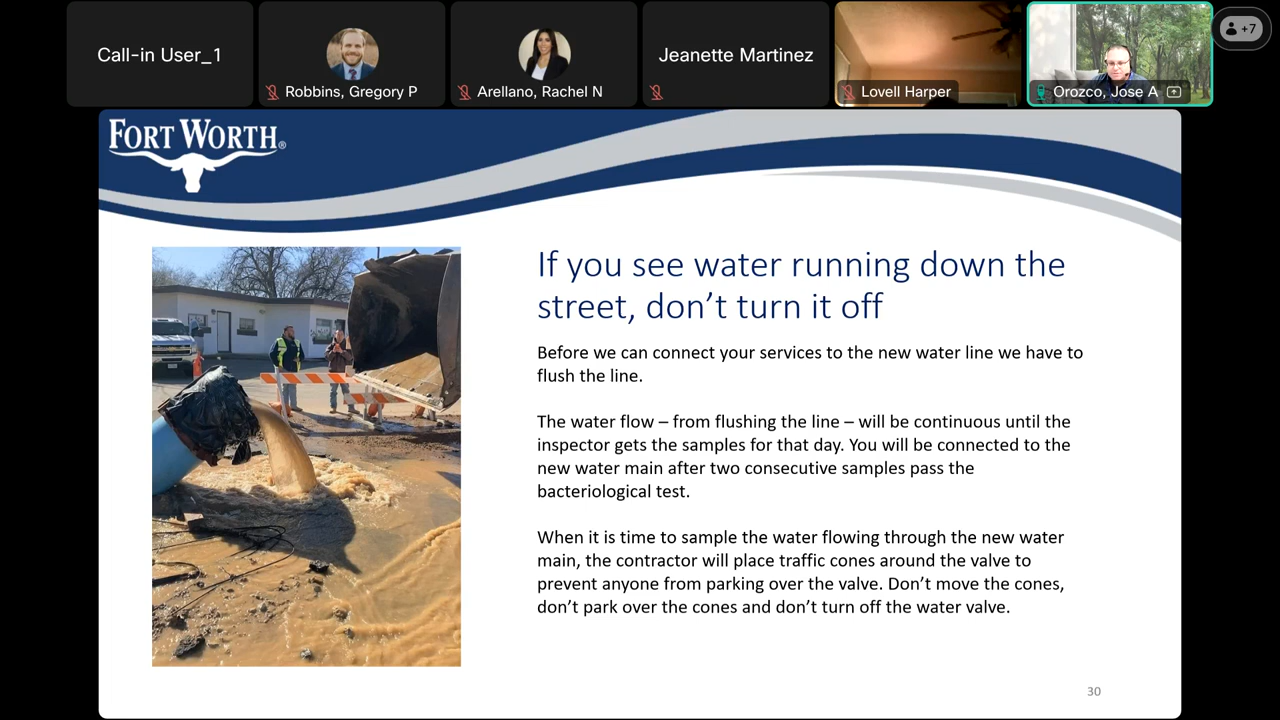 Call-in User_1
Robbins, Gregory P
Arellano, Rachel N
Jeanette Martinez
Lovell Harper
Orozco, Jose A
+7
FORT WORTH®
If you see water running down the
street, don’t turn it off
Before we can connect your services to the new water line we have to
flush the line.
The water flow – from flushing the line – will be continuous until the
inspector gets the samples for that day. You will be connected to the
new water main after two consecutive samples pass the
bacteriological test.
When it is time to sample the water flowing through the new water
main, the contractor will place traffic cones around the valve to
prevent anyone from parking over the valve. Don’t move the cones,
don’t park over the cones and don’t turn off the water valve.
30